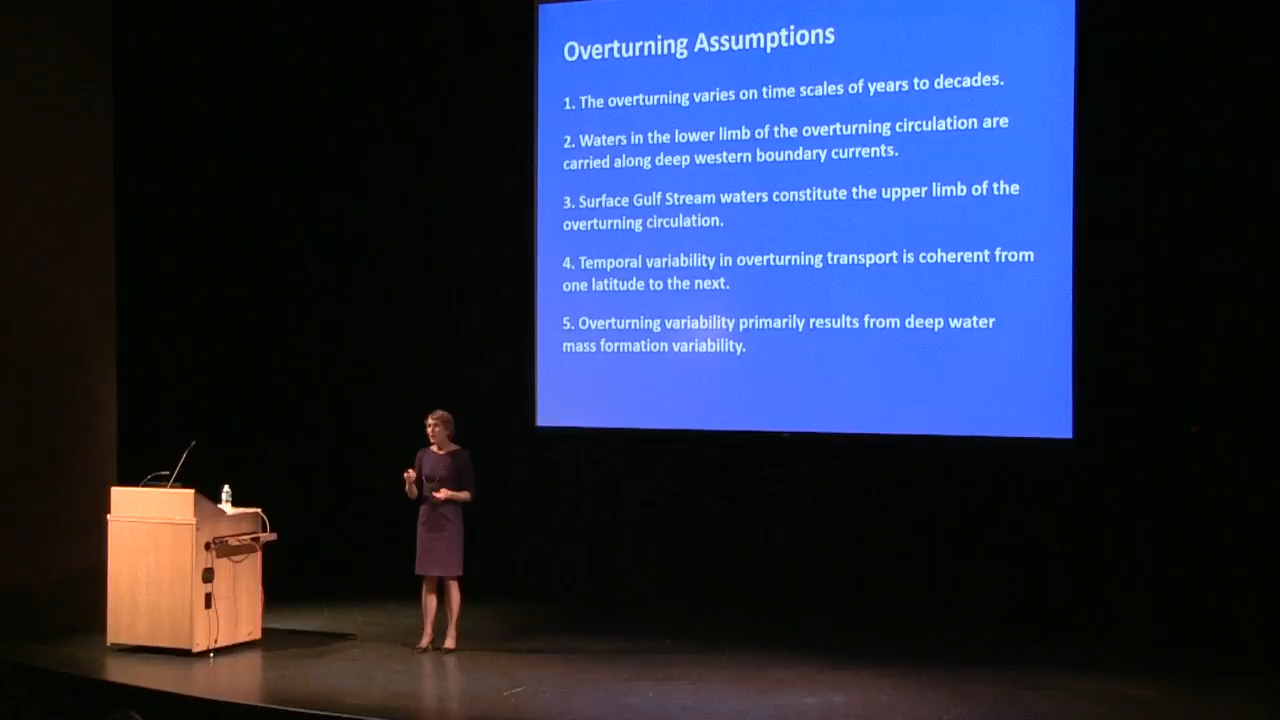 Overturning Assumptions
1. The overturning varies on time scales of years to decades.
2. Waters in the lower limb of the overturning circulation are
carried along deep western boundary currents.
3. Surface Gulf Stream waters constitute the upper limb of the
overturning circulation.
4. Temporal variability in overturning transport is coherent from
one latitude to the next.
5. Overturning variability primarily results from deep water
mass formation variability.